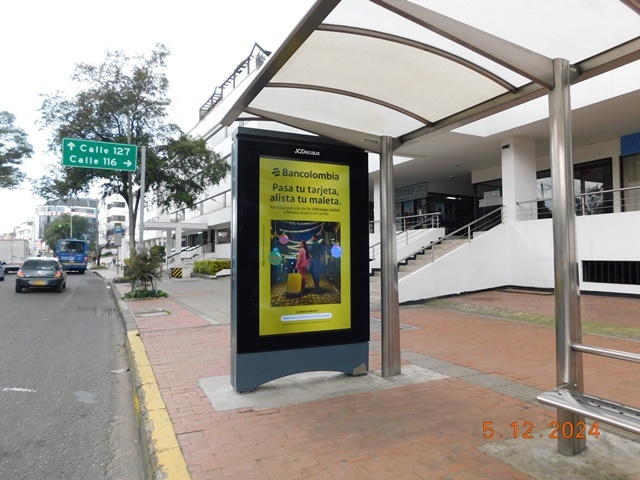 Calle 127
Calle 116
JCDecaux
Bancolombia
Pasa tu tarjeta,
alista tu maleta.
5.12.2024